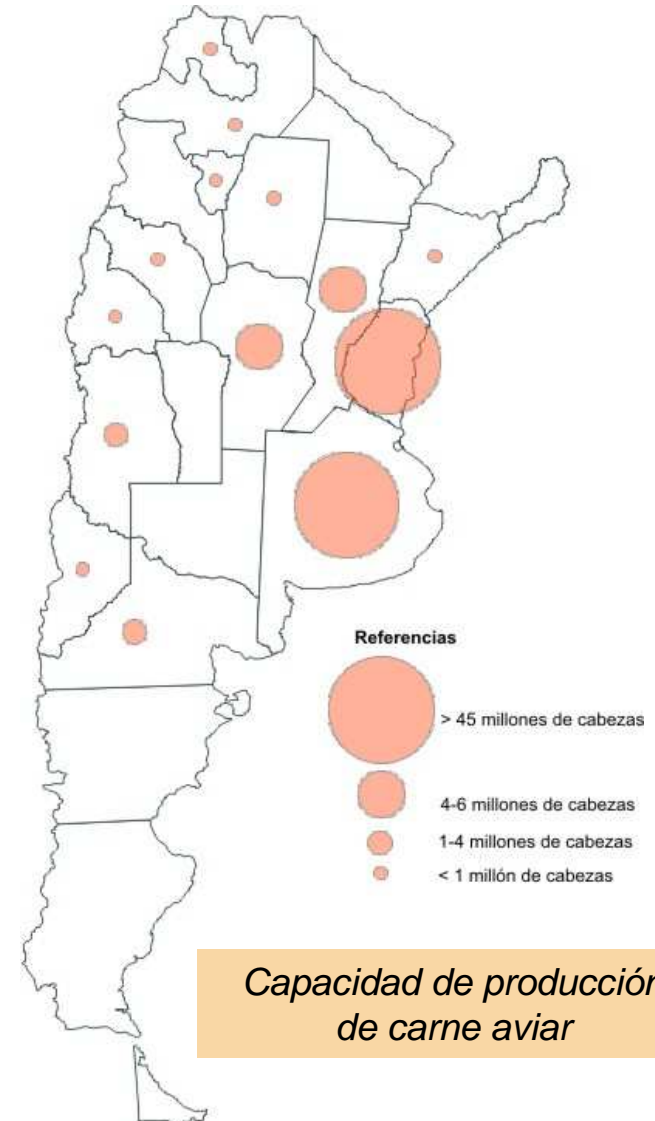 Referencias
> 45 millones de cabezas
4-6 millones de cabezas
1-4 millones de cabezas
< 1 millón de cabezas
Capacidad de producción
de carne aviar